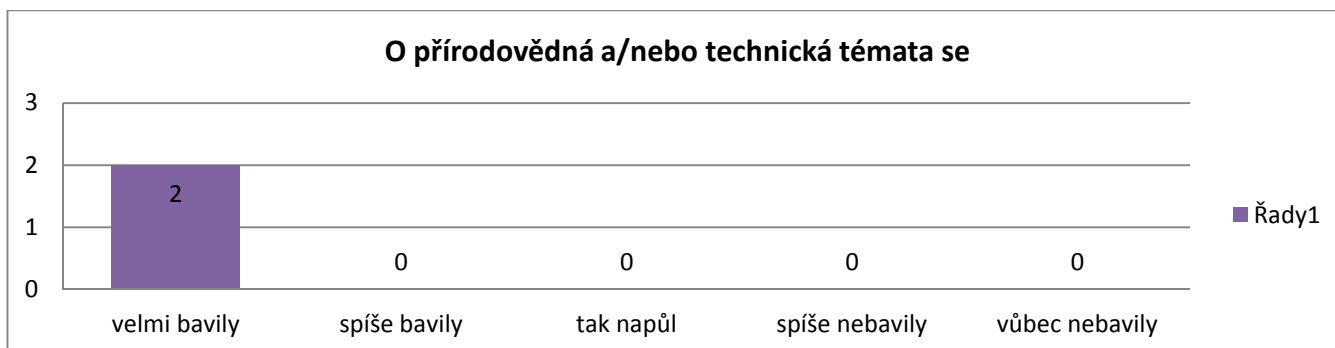 O přírodovědná a/nebo technická témata se
3
2
1
0
2
0
0
0
0
velmi bavily
spíše bavily
tak napůl
spíše nebavily
vůbec nebavily
Řady1